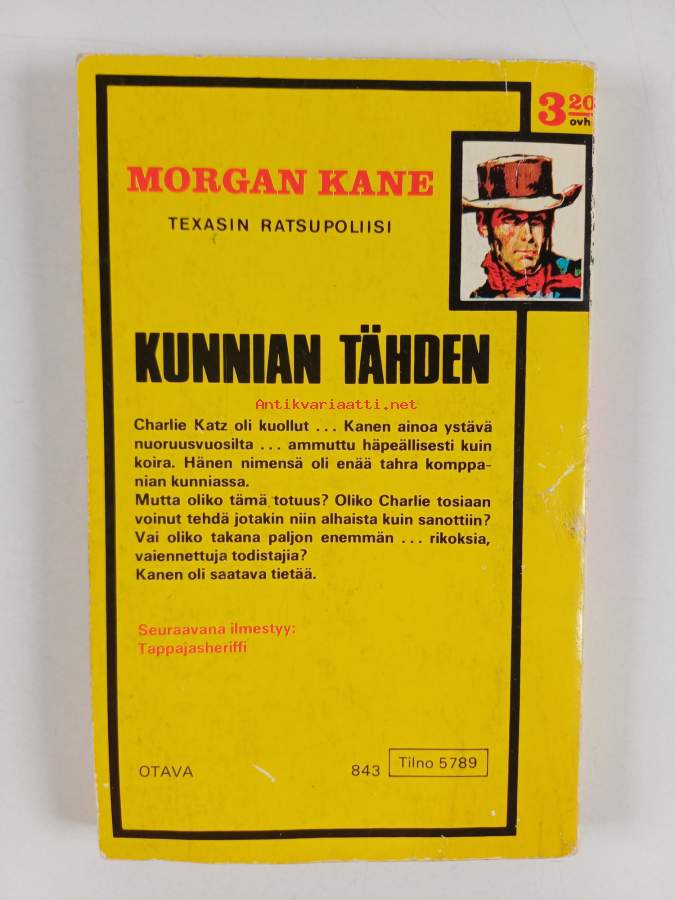 3 20
ovh
MORGAN KANE
TEXASIN RATSUPOLIISI
KUNNIAN TÄHDEN
Antikvariaatti.net
Charlie Katz oli kuollut ... Kanen ainoa ystävä
nuoruusvuosilta ... ammuttu häpeällisesti kuin
koira. Hänen nimensä oli enää tahra komppa-
nian kunniassa.
Mutta oliko tämä totuus? Oliko Charlie tosiaan
voinut tehdä jotakin niin alhaista kuin sanottiin?
Vai oliko takana paljon enemmän ... rikoksia,
vaiennettuja todistajia?
Kanen oli saatava tietää.
Seuraavana ilmestyy:
Tappajasheriffi
OTAVA 843 Tilno 5789